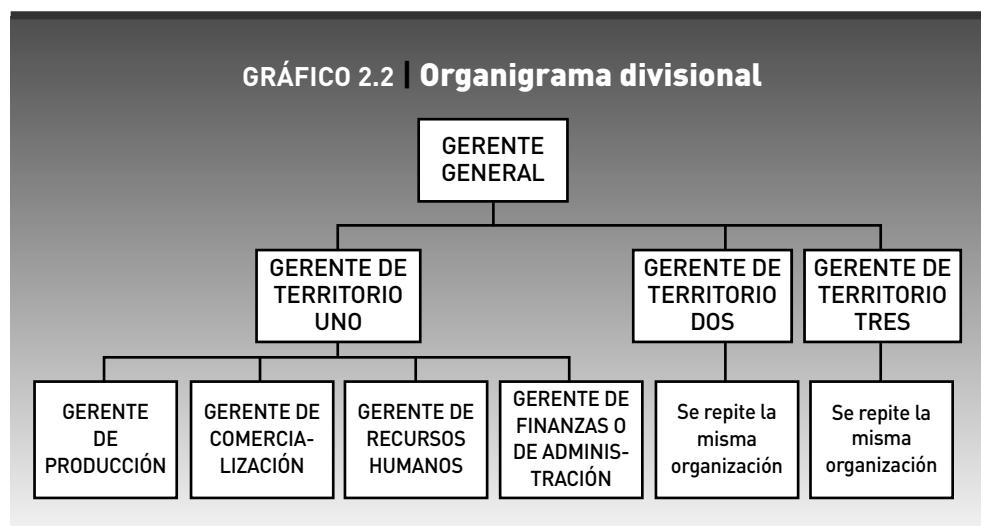 GRÁFICO 2.2 | Organigrama divisional
GERENTE
GENERAL
GERENTE DE
TERRITORIO
UNO
GERENTE DE
TERRITORIO
DOS
GERENTE DE
TERRITORIO
TRES
GERENTE
DE
PRODUCCIÓN
GERENTE DE
COMERCIA-
LIZACIÓN
GERENTE DE
RECURSOS
HUMANOS
GERENTE DE
FINANZAS O
DE ADMINIS-
TRACIÓN
Se repite la
misma
organización
Se repite la
misma
organización